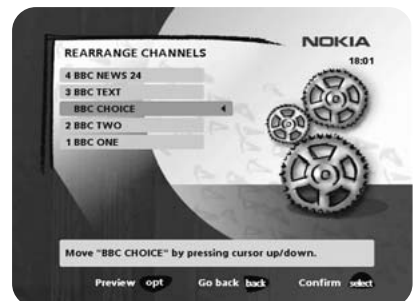 NOKIA
REARRANGE CHANNELS
18:01
4 BBC NEWS 24
3 BBC TEXT
BBC CHOICE
2 BBC TWO
1 BBC ONE
Move "BBC CHOICE" by pressing cursor up/down.
Preview opt Go back back Confirm select